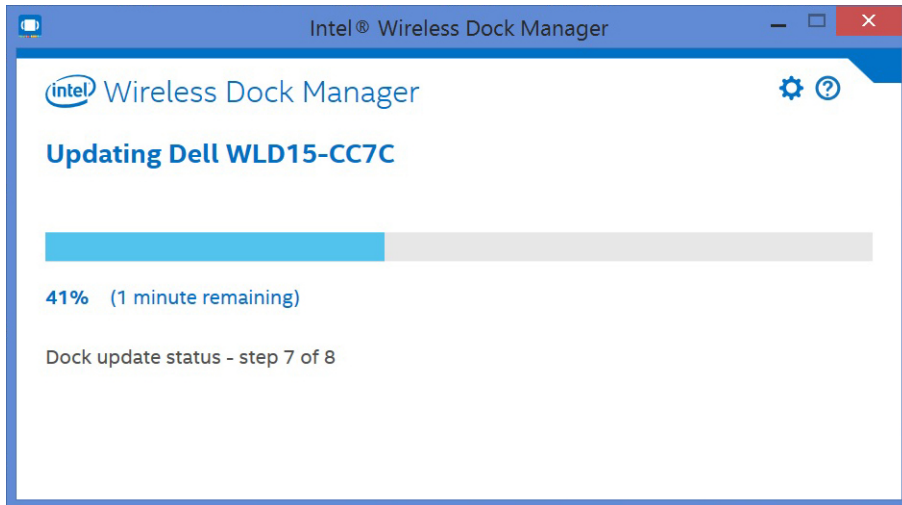 Intel® Wireless Dock Manager
intel Wireless Dock Manager
Updating Dell WLD15-CC7C
41% (1 minute remaining)
Dock update status - step 7 of 8